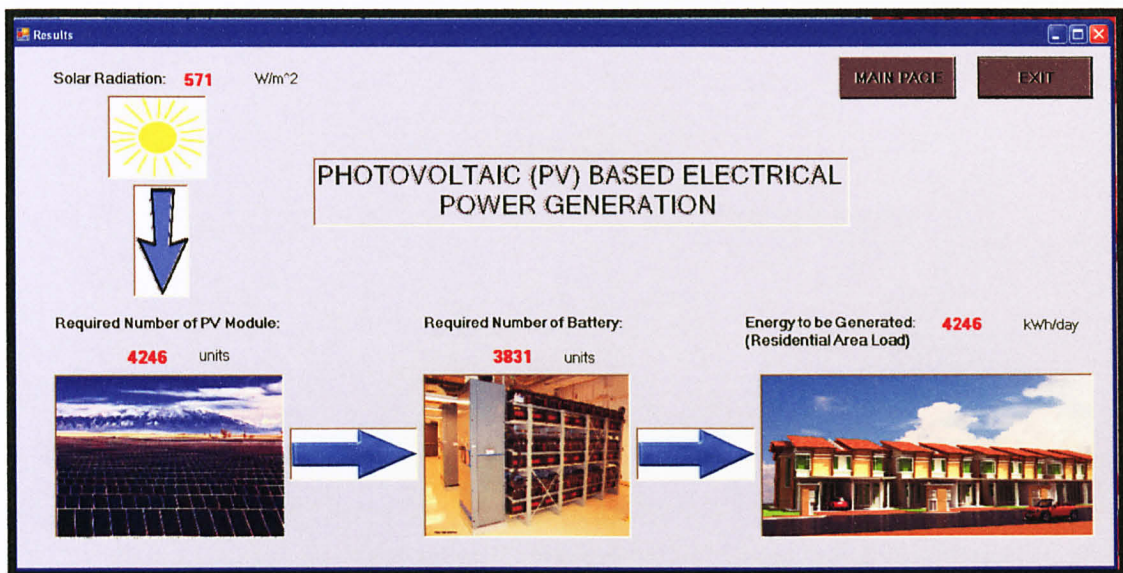 Results
Solar Radiation: 571 W/m^2
MAIN PAGE EXIT
PHOTOVOLTAIC (PV) BASED ELECTRICAL
POWER GENERATION
Required Number of PV Module:
4246 units
Required Number of Battery:
3831 units
Energy to be Generated: 4246 kWh/day
(Residential Area Load)